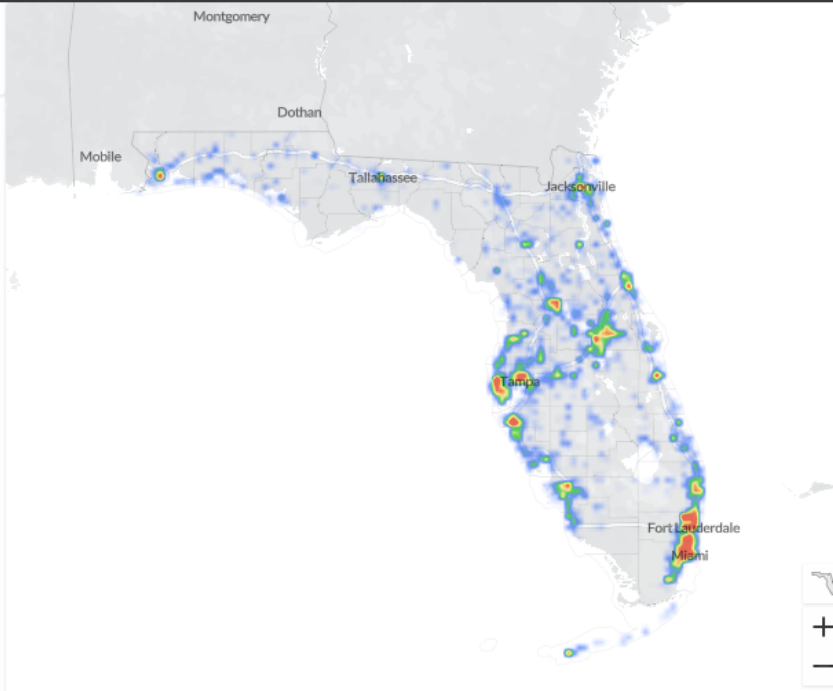 Montgomery
Dothan
Mobile
Tallahassee
Jacksonville
Tampa
Fort Lauderdale
Miami
+
−